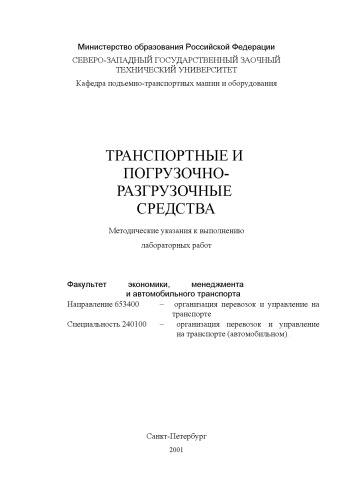 Министерство образования Российской Федерации
СЕВЕРО-ЗАПАДНЫЙ ГОСУДАРСТВЕННЫЙ ЗАОЧНЫЙ
ТЕХНИЧЕСКИЙ УНИВЕРСИТЕТ
Кафедра подъемно-транспортных машин и оборудования
ТРАНСПОРТНЫЕ И
ПОГРУЗОЧНО-
РАЗГРУЗОЧНЫЕ
СРЕДСТВА
Методические указания к выполнению
лабораторных работ
Факультет экономики, менеджмента
и автомобильного транспорта
Направление 653400 – организация перевозок и управление на
транспорте
Специальность 240100 – организация перевозок и управление
на транспорте (автомобильном)
Санкт-Петербург
2001